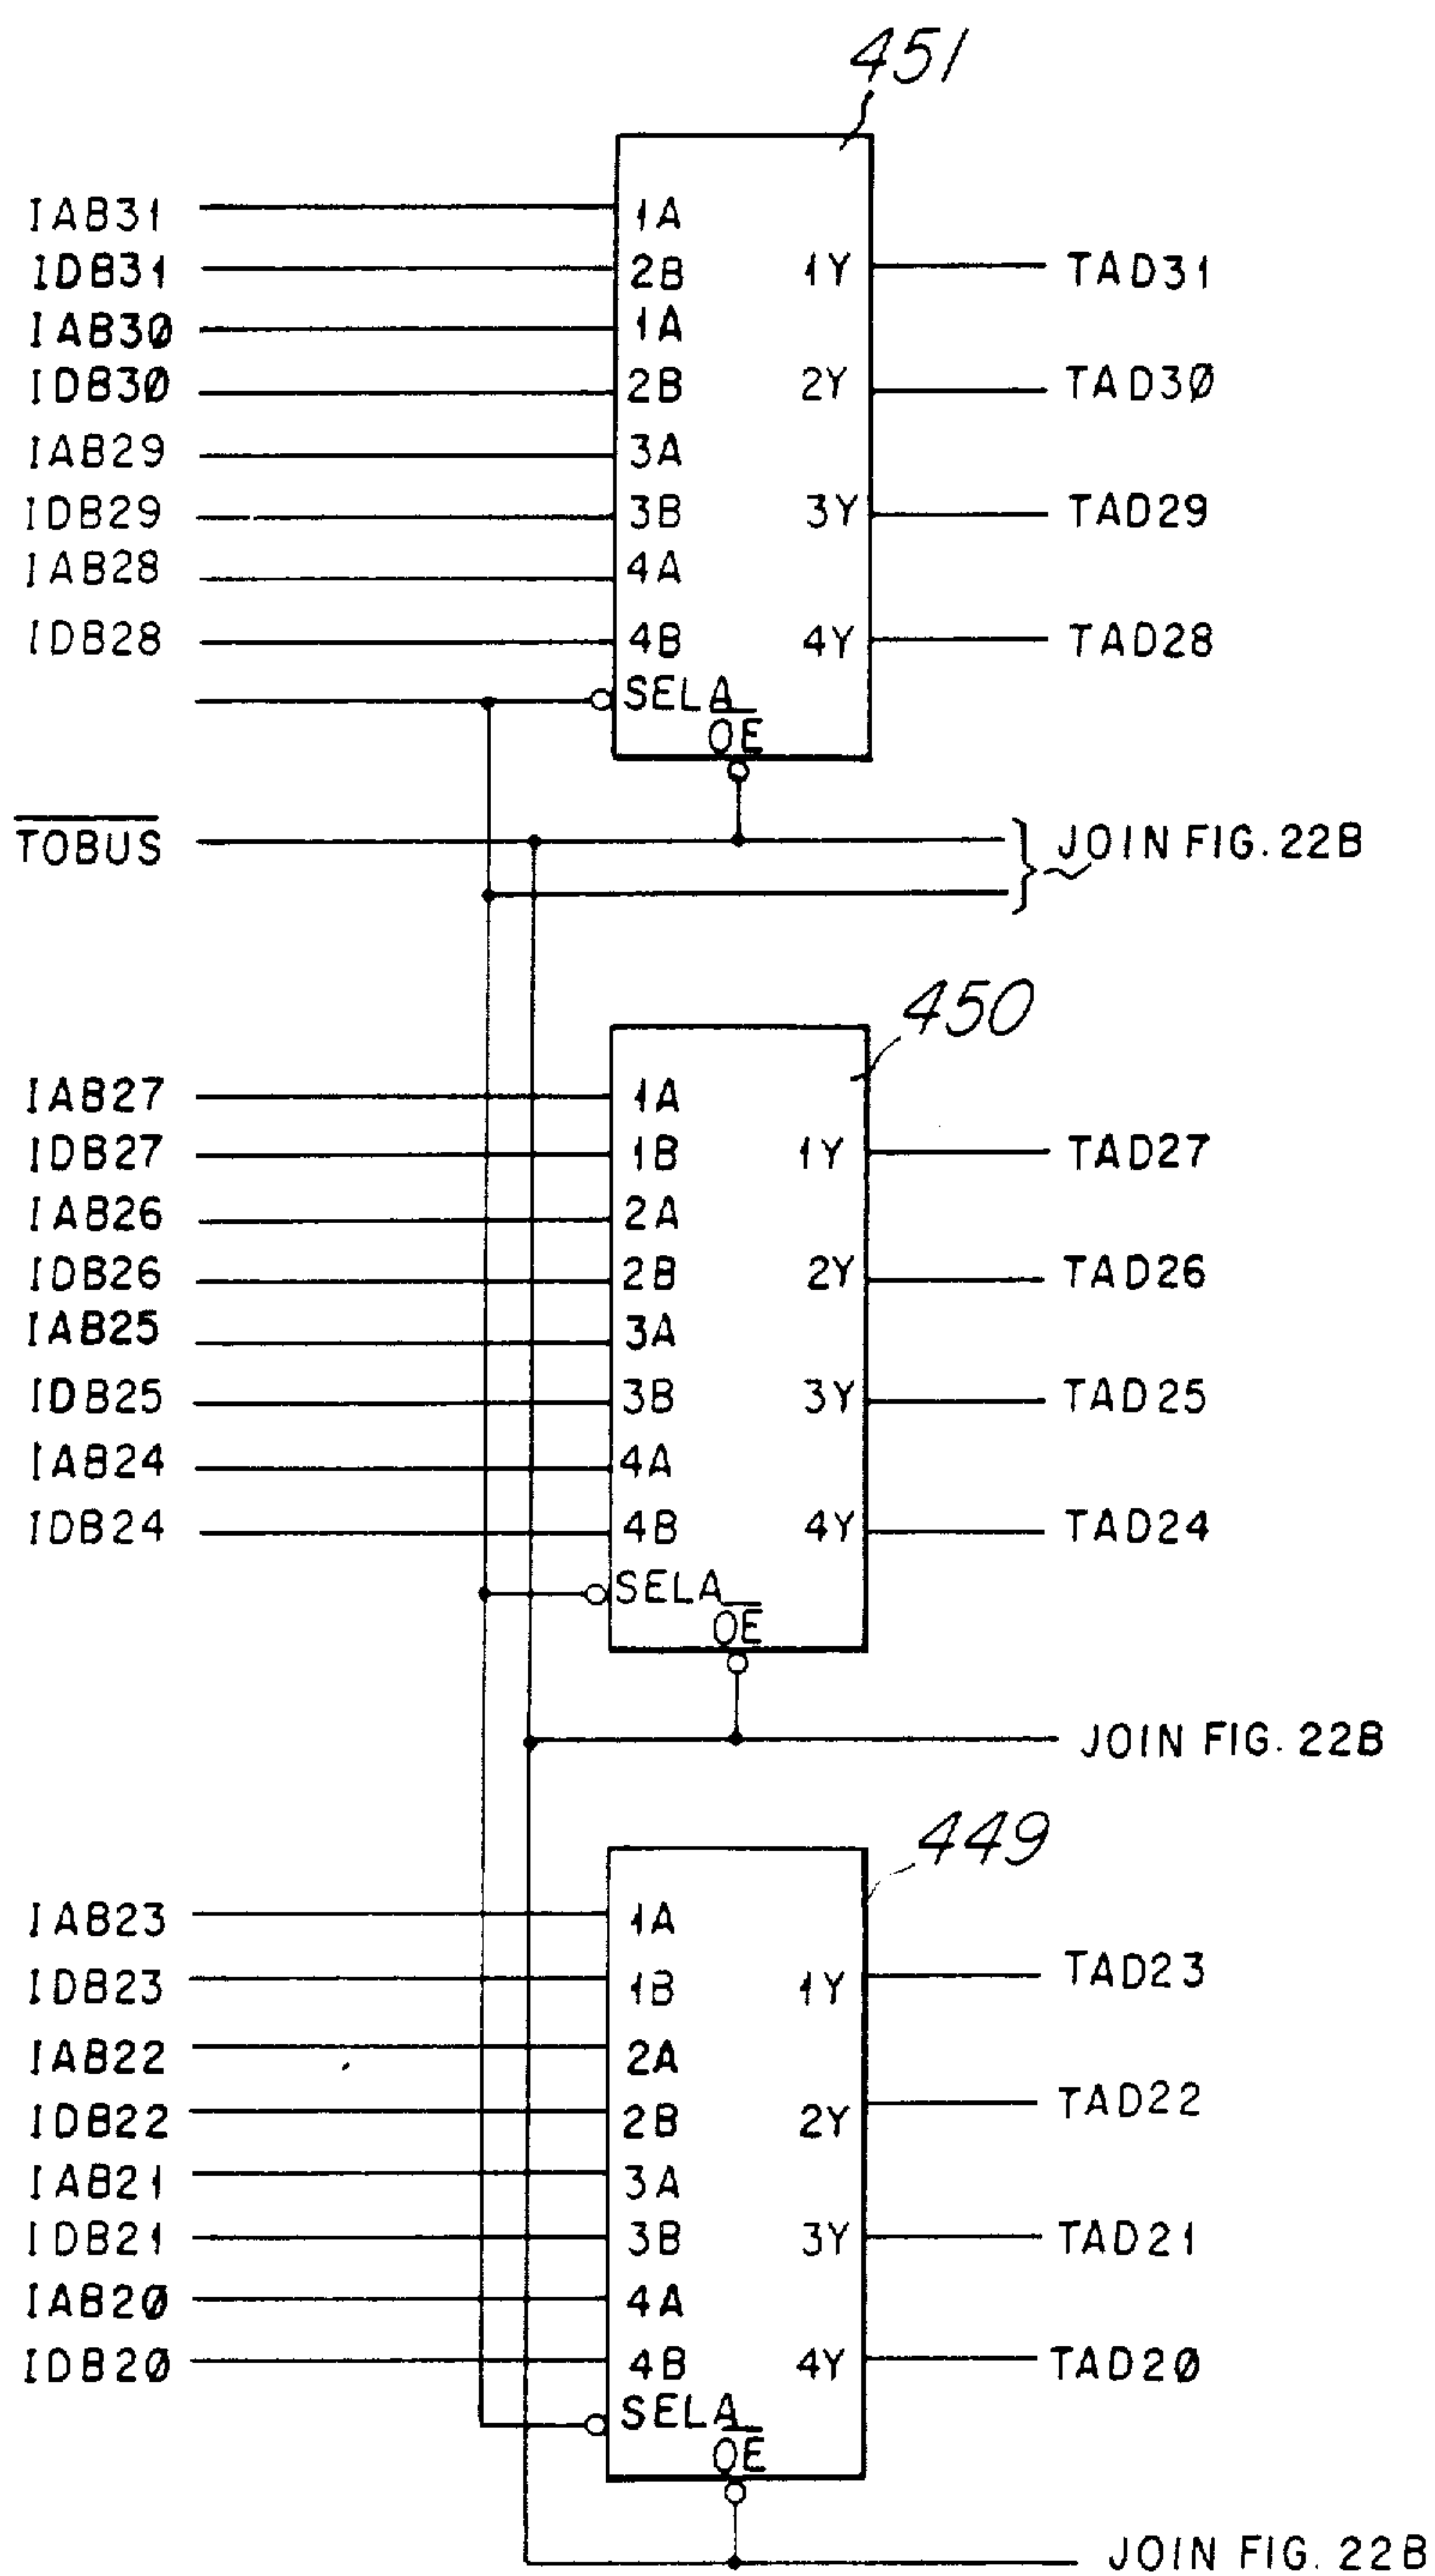 451
IAB31 1A
IDB31 2B 1Y TAD31
IAB30 1A
IDB30 2B 2Y TAD30
IAB29 3A
IDB29 3B 3Y TAD29
IAB28 4A
IDB28 4B 4Y TAD28
SELA
OE
TOBUS JOIN FIG. 22B
450
IAB27 1A
IDB27 1B 1Y TAD27
IAB26 2A
IDB26 2B 2Y TAD26
IAB25 3A
IDB25 3B 3Y TAD25
IAB24 4A
IDB24 4B 4Y TAD24
SELA
OE
JOIN FIG. 22B
449
IAB23 1A
IDB23 1B 1Y TAD23
IAB22 2A
IDB22 2B 2Y TAD22
IAB21 3A
IDB21 3B 3Y TAD21
IAB20 4A
IDB20 4B 4Y TAD20
SELA
OE
JOIN FIG. 22B